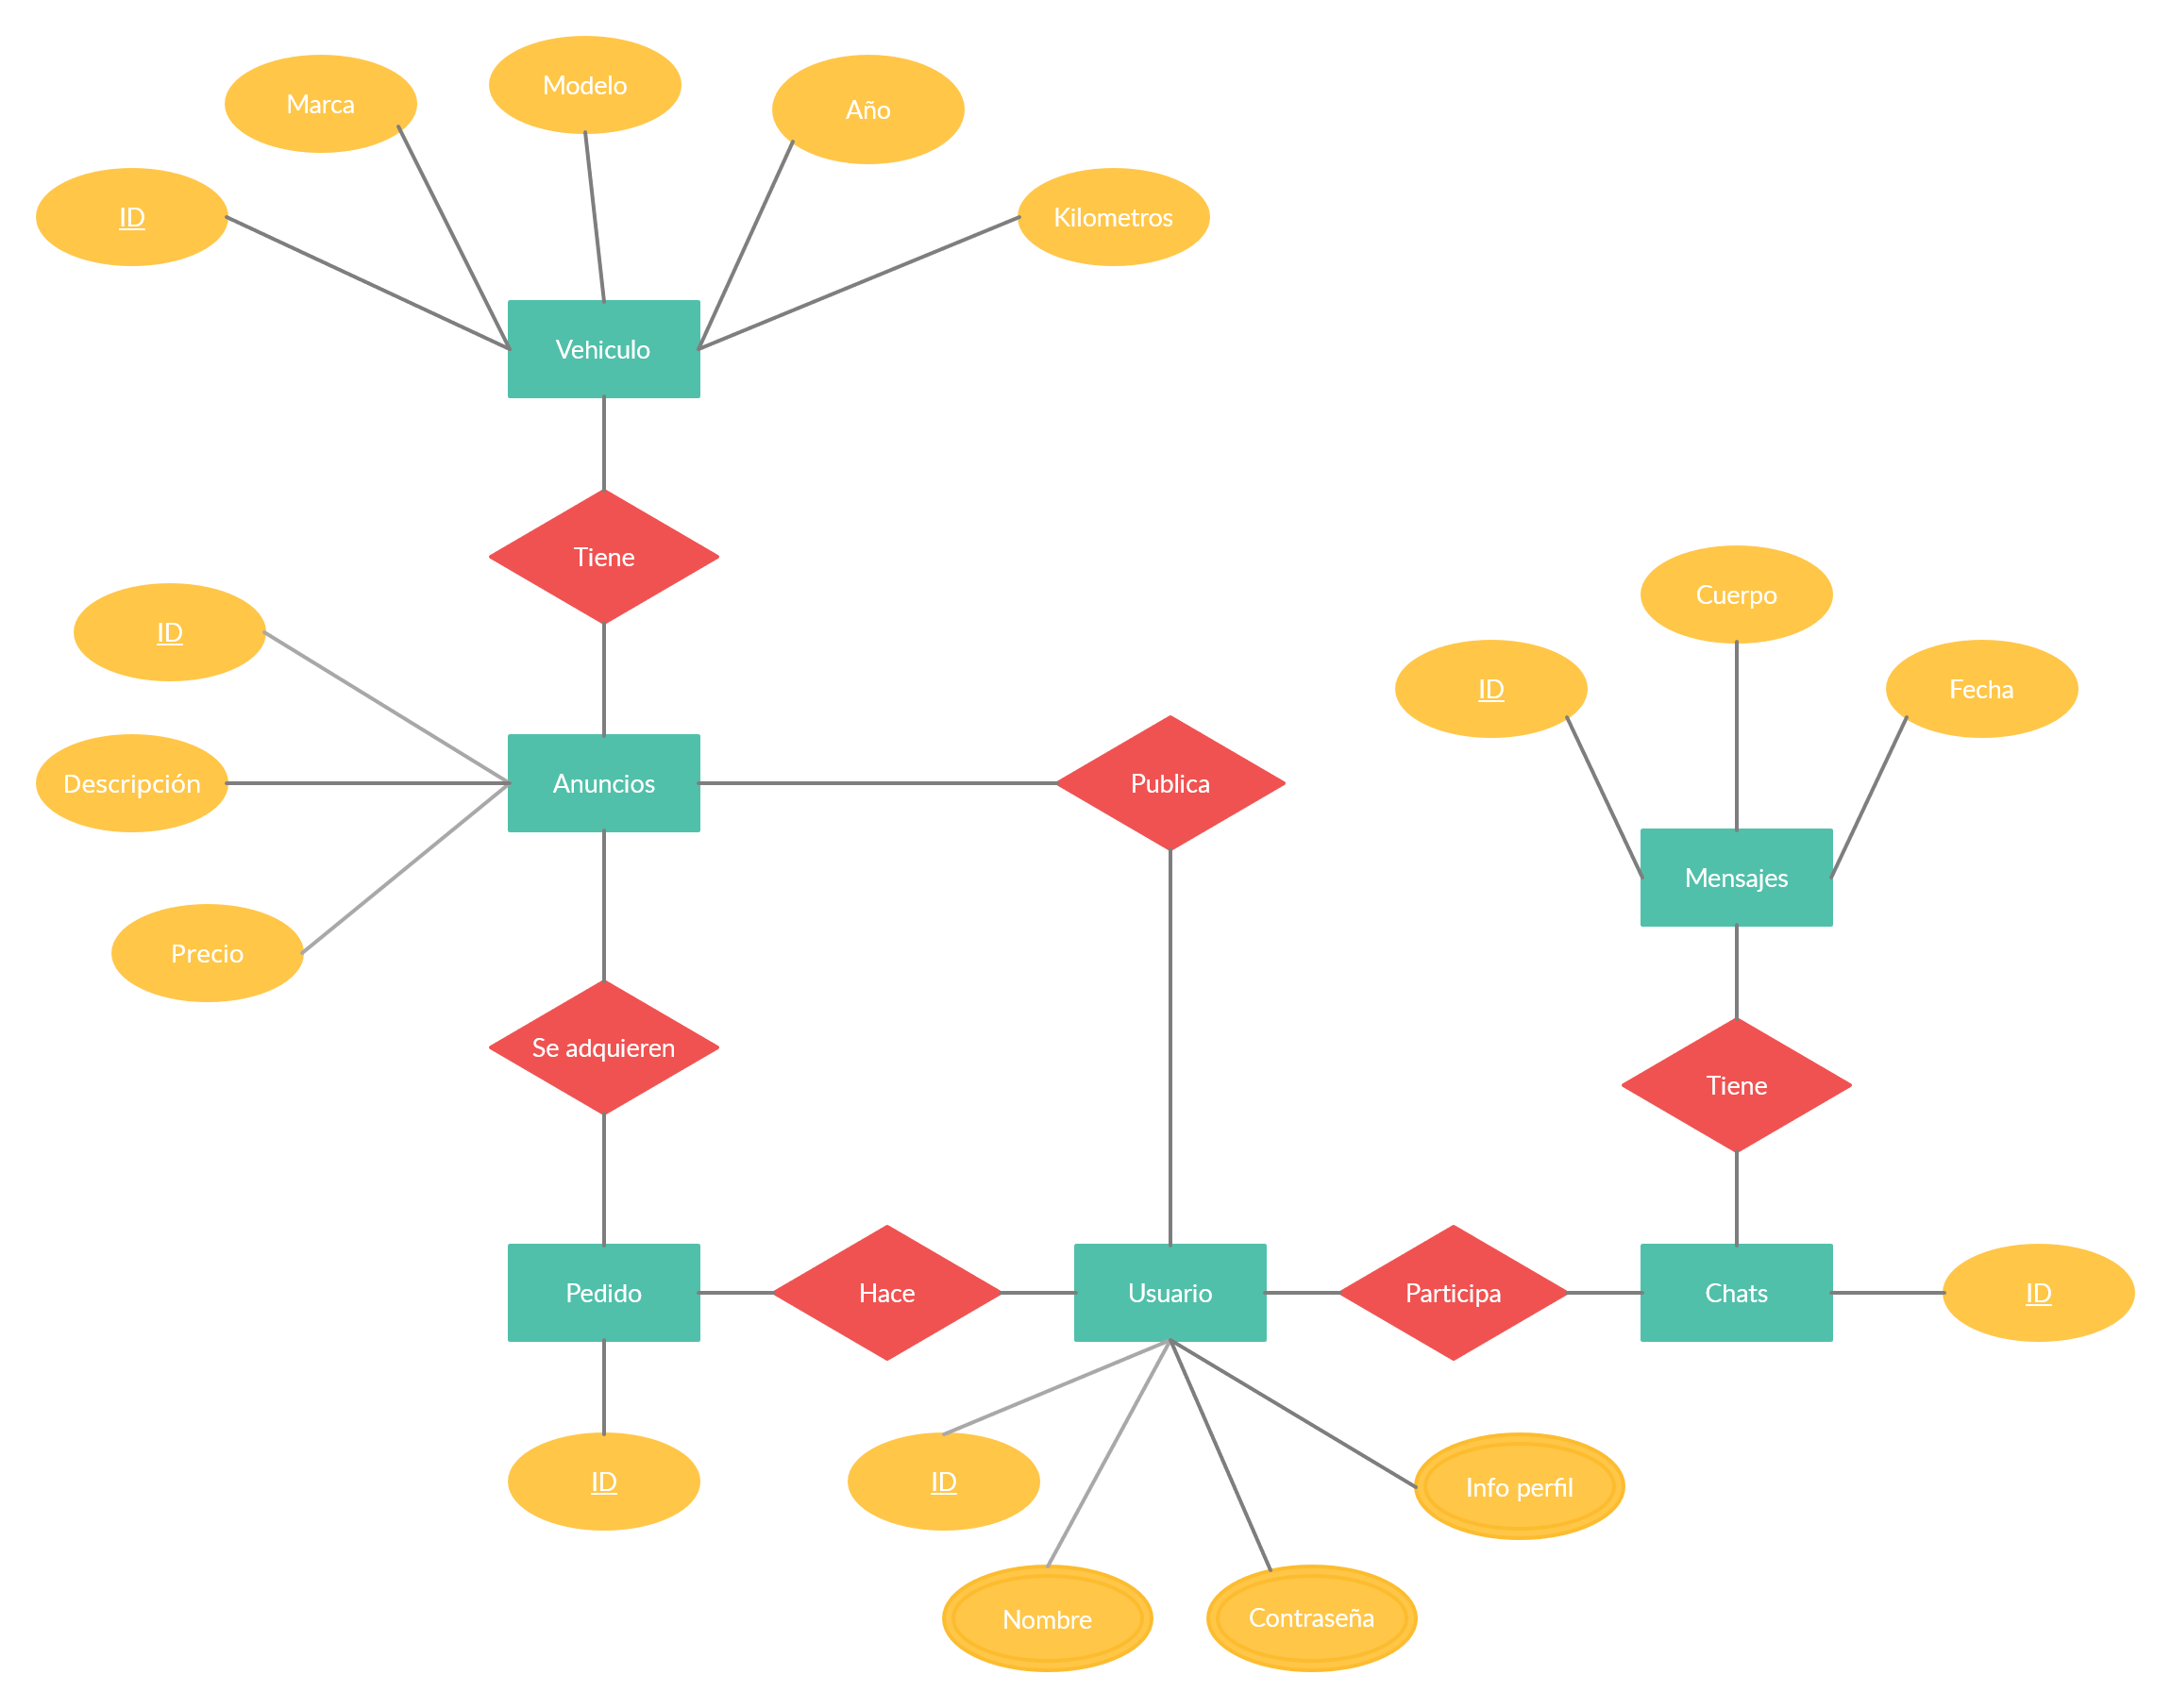 Modelo
Marca
Año
ID
Kilometros
Vehiculo
Tiene
Cuerpo
ID
ID
Fecha
Descripción
Anuncios
Publica
Mensajes
Precio
Se adquieren
Tiene
Pedido
Hace
Usuario
Participa
Chats
ID
ID
ID
Info perfil
Nombre
Contraseña